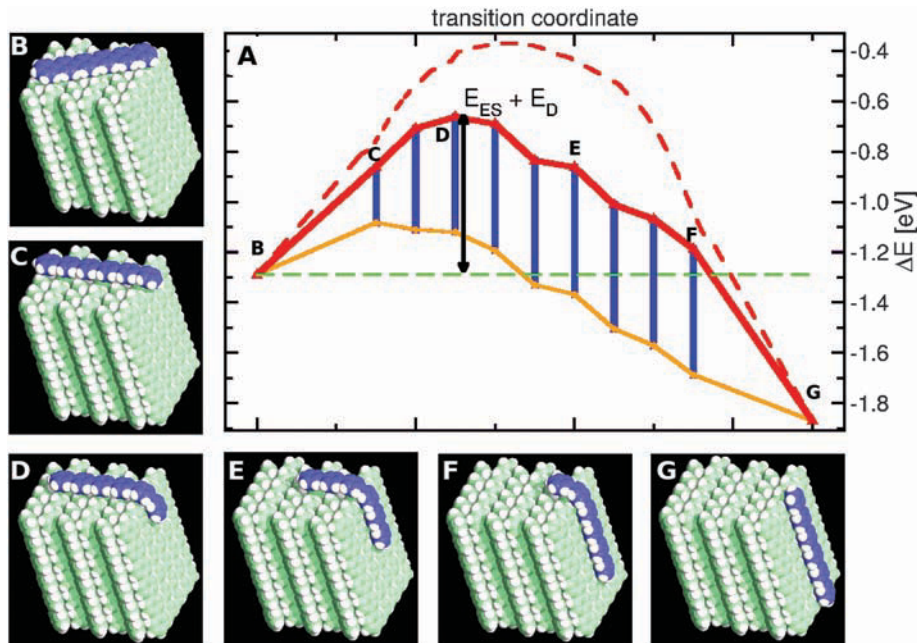 transition coordinate
B
A
-0.4
-0.6
E_ES + E_D
D
C
E
-0.8
-1.0
F
B
-1.2
ΔE [eV]
-1.4
-1.6
G
-1.8
C
D
E
F
G